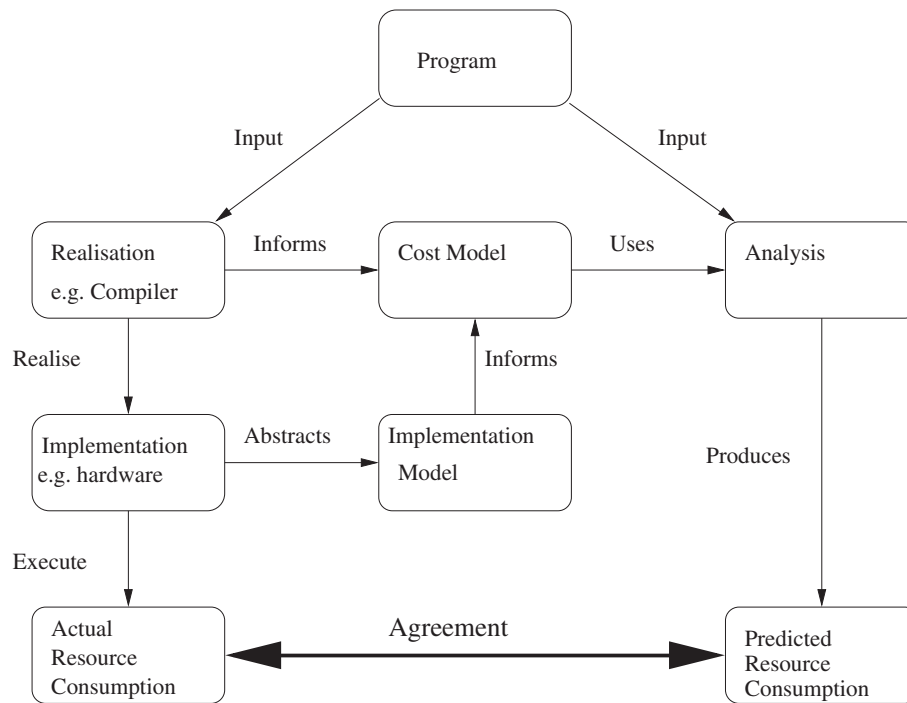 Program
Input
Input
Realisation
e.g. Compiler
Informs
Cost Model
Uses
Analysis
Realise
Informs
Implementation
e.g. hardware
Abstracts
Implementation
Model
Produces
Execute
Actual
Resource
Consumption
Agreement
Predicted
Resource
Consumption